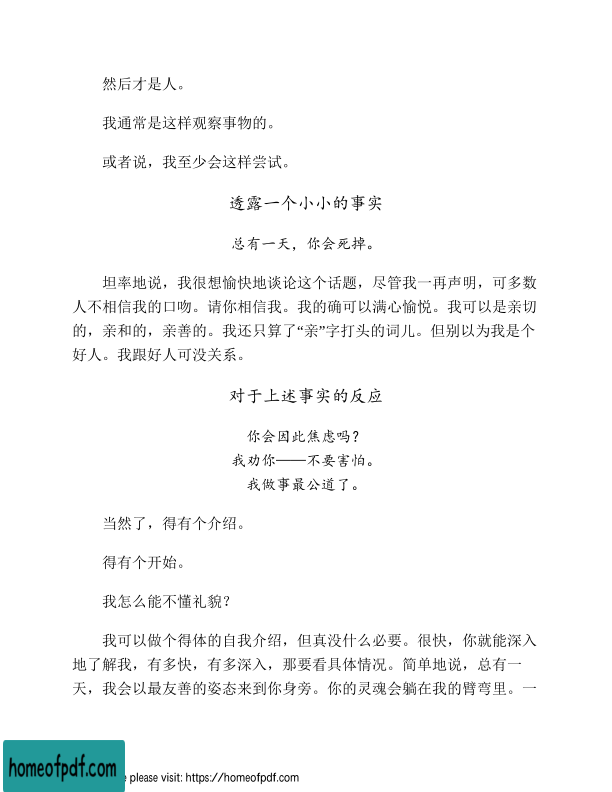 然后才是人。
我通常是这样观察事物的。
或者说，我至少会这样尝试。
透露一个小小的事实
总有一天，你会死掉。
坦率地说，我很想愉快地谈论这个话题，尽管我一再声明，可多数
人不相信我的口吻。请你相信我。我的确可以满心愉悦。我可以是亲切
的，亲和的，亲善的。我还只算了“亲”字打头的词儿。但别以为我是个
好人。我跟好人可没关系。
对于上述事实的反应
你会因此焦虑吗？
我劝你——不要害怕。
我做事最公道了。
当然了，得有个介绍。
得有个开始。
我怎么能不懂礼貌？
我可以做个得体的自我介绍，但真没什么必要。很快，你就能深入
地了解我，有多快，有多深入，那要看具体情况。简单地说，总有一
天，我会以最友善的姿态来到你身旁。你的灵魂会躺在我的臂弯里。一
homeofpdf.com
e please visit: https://homeofpdf.com